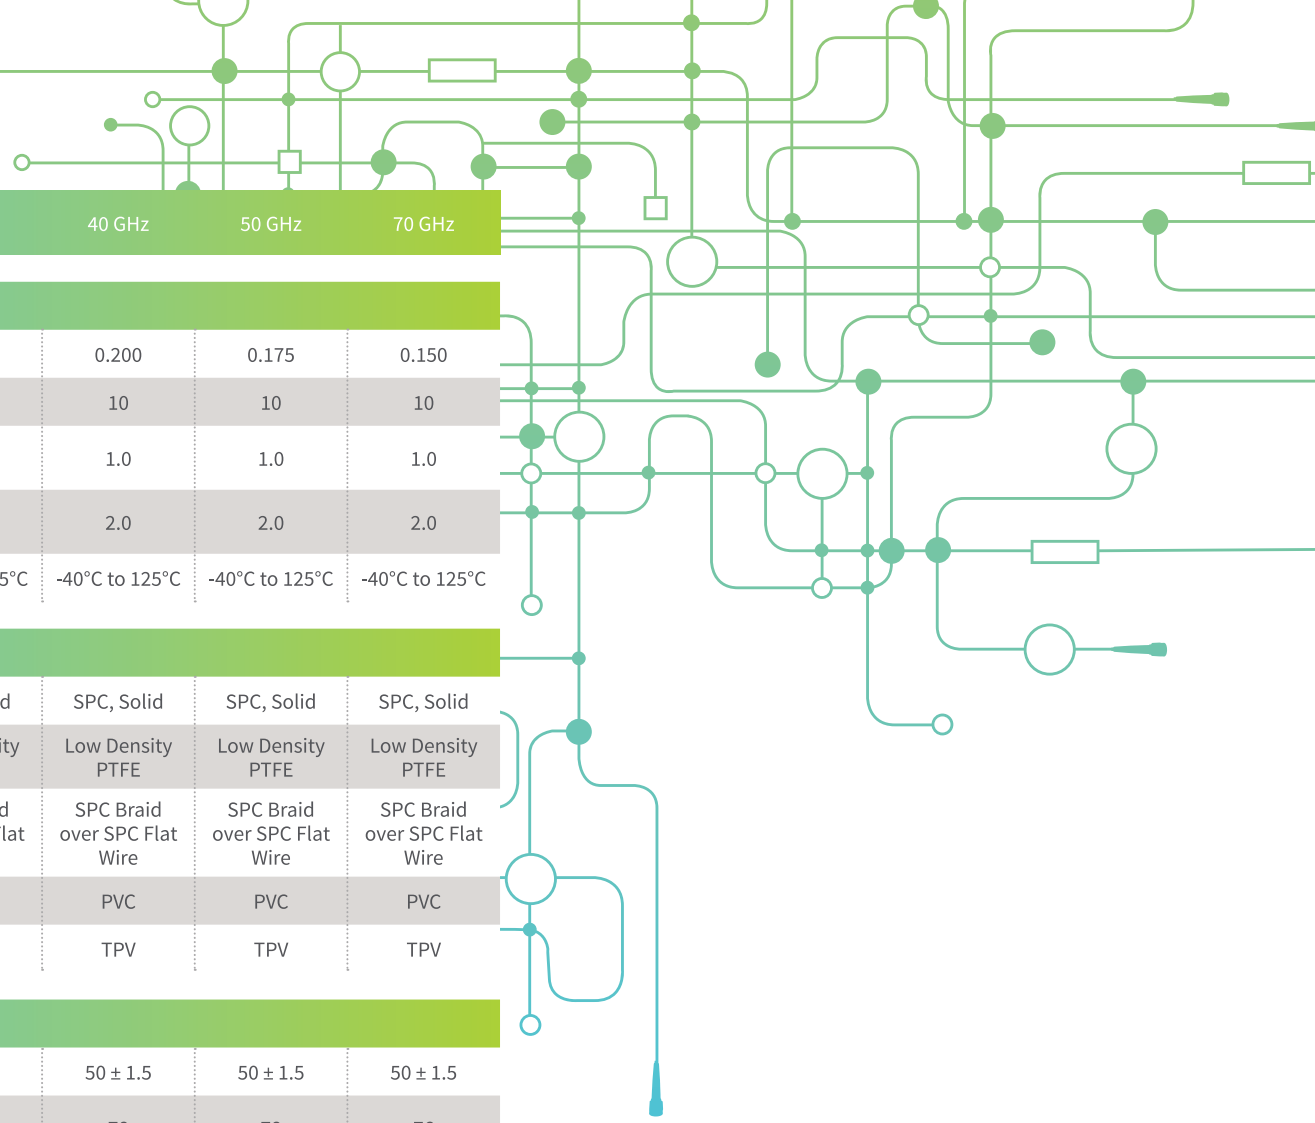 40 GHz 50 GHz 70 GHz
0.200 0.175 0.150
10 10 10
1.0 1.0 1.0
2.0 2.0 2.0
5°C -40°C to 125°C -40°C to 125°C -40°C to 125°C
d SPC, Solid SPC, Solid SPC, Solid
ity Low Density Low Density Low Density
PTFE PTFE PTFE
d SPC Braid SPC Braid SPC Braid
lat over SPC Flat over SPC Flat over SPC Flat
Wire Wire Wire
PVC PVC PVC
TPV TPV TPV
50 ± 1.5 50 ± 1.5 50 ± 1.5